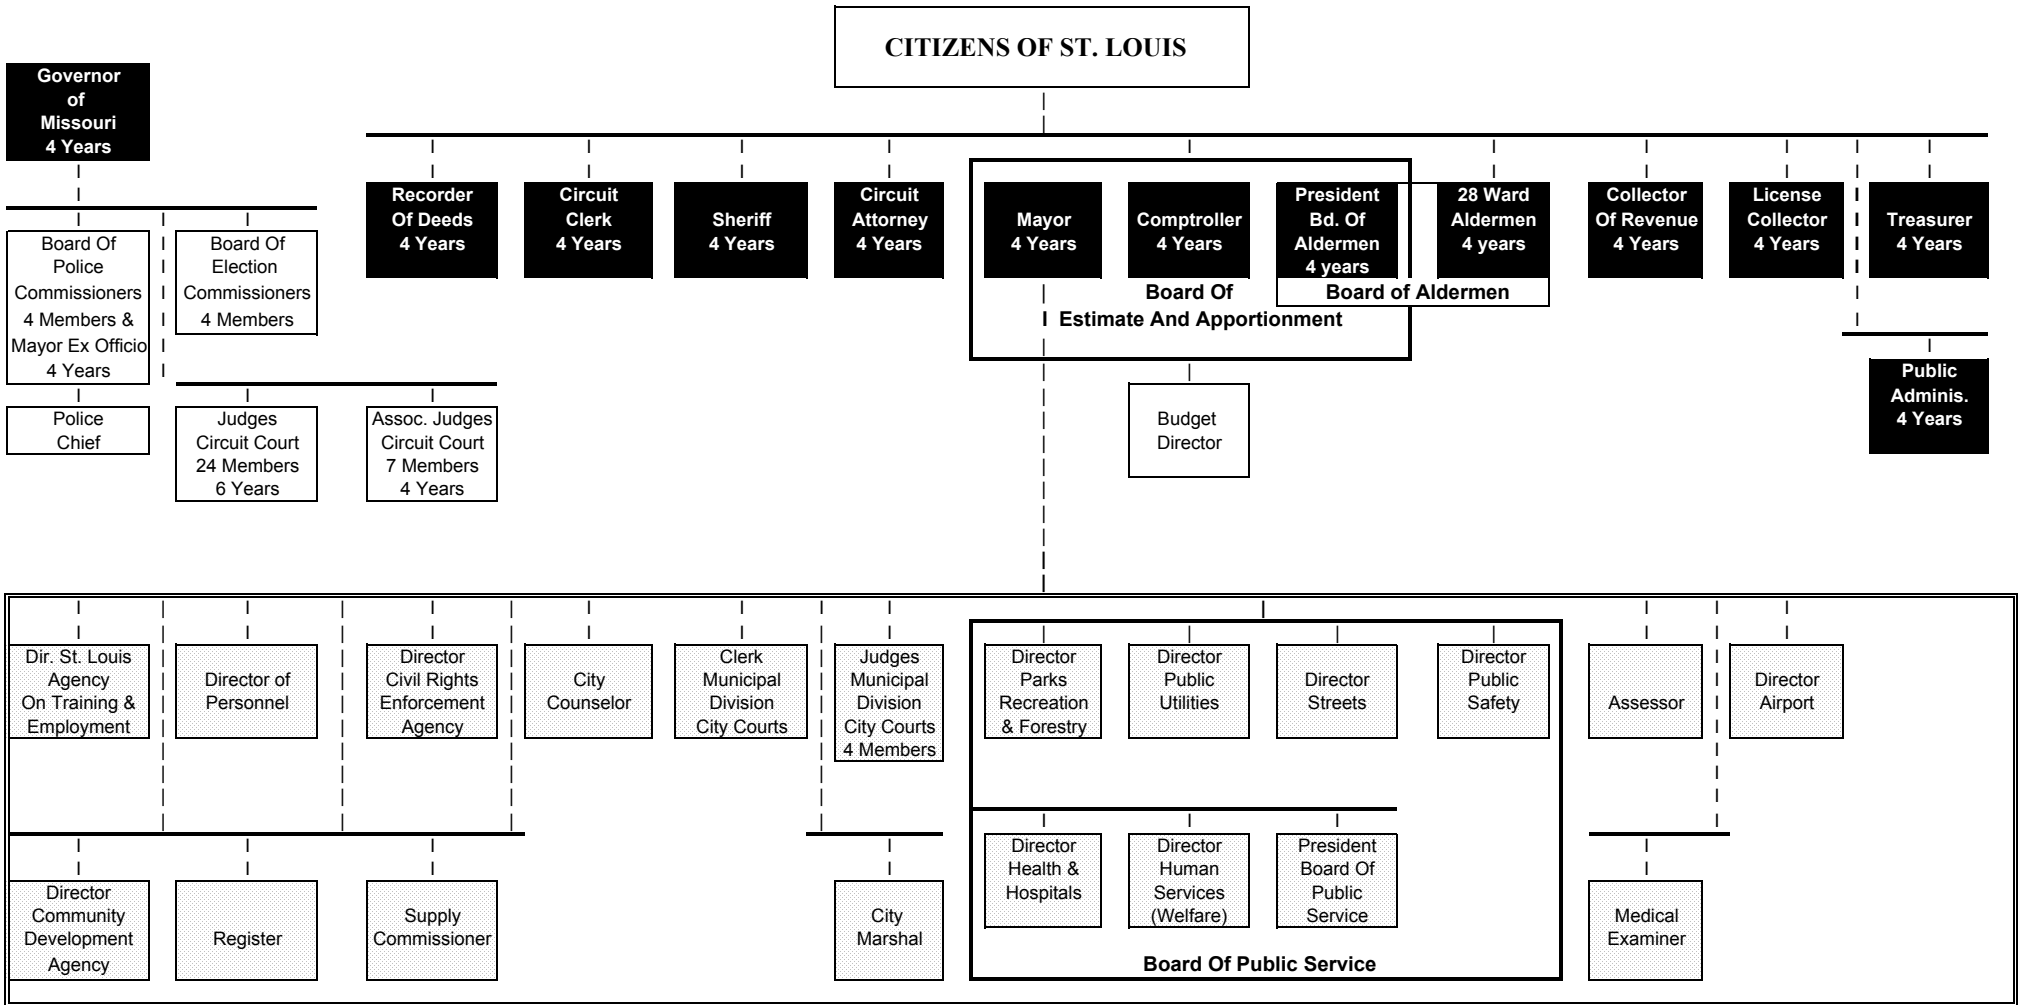 CITIZENS OF ST. LOUIS
Governor
of
Missouri
4 Years
Recorder
Of Deeds
4 Years
Circuit
Clerk
4 Years
Sheriff
4 Years
Circuit
Attorney
4 Years
Mayor
4 Years
Comptroller
4 Years
President
Bd. Of
Aldermen
4 years
28 Ward
Aldermen
4 years
Collector
Of Revenue
4 Years
License
Collector
4 Years
Treasurer
4 Years
Board of Aldermen
Board Of
Estimate And Apportionment
Board Of
Police
Commissioners
4 Members &
Mayor Ex Officio
4 Years
Board Of
Election
Commissioners
4 Members
Public
Adminis.
4 Years
Police
Chief
Judges
Circuit Court
24 Members
6 Years
Assoc. Judges
Circuit Court
7 Members
4 Years
Budget
Director
Dir. St. Louis
Agency
On Training &
Employment
Director of
Personnel
Director
Civil Rights
Enforcement
Agency
City
Counselor
Clerk
Municipal
Division
City Courts
Judges
Municipal
Division
City Courts
4 Members
Director
Parks
Recreation
& Forestry
Director
Public
Utilities
Director
Streets
Director
Public
Safety
Assessor
Director
Airport
Director
Community
Development
Agency
Register
Supply
Commissioner
City
Marshal
Director
Health &
Hospitals
Director
Human
Services
(Welfare)
President
Board Of
Public
Service
Board Of Public Service
Medical
Examiner